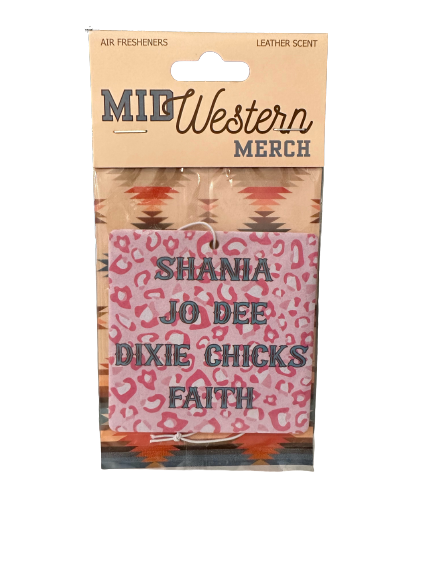 AIR FRESHENERS LEATHER SCENT
MID Western
MERCH
SHANIA
JO DEE
DIXIE CHICKS
FAITH